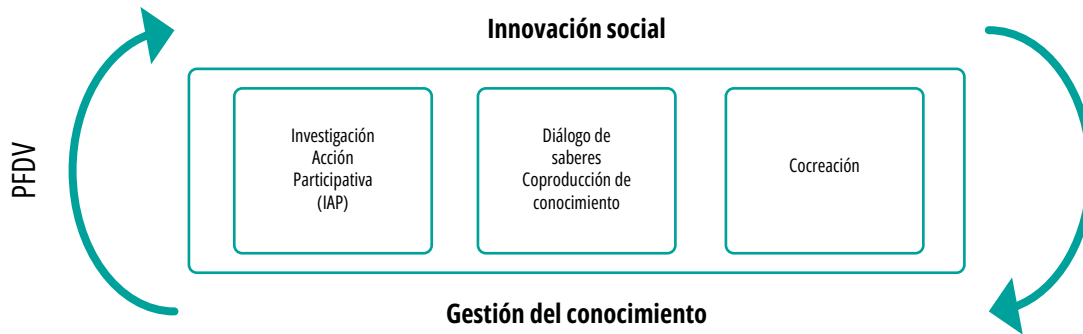 Innovación social
PFDV
Investigación
Acción
Participativa
(IAP)
Diálogo de
saberes
Coproducción de
conocimiento
Cocreación
Gestión del conocimiento